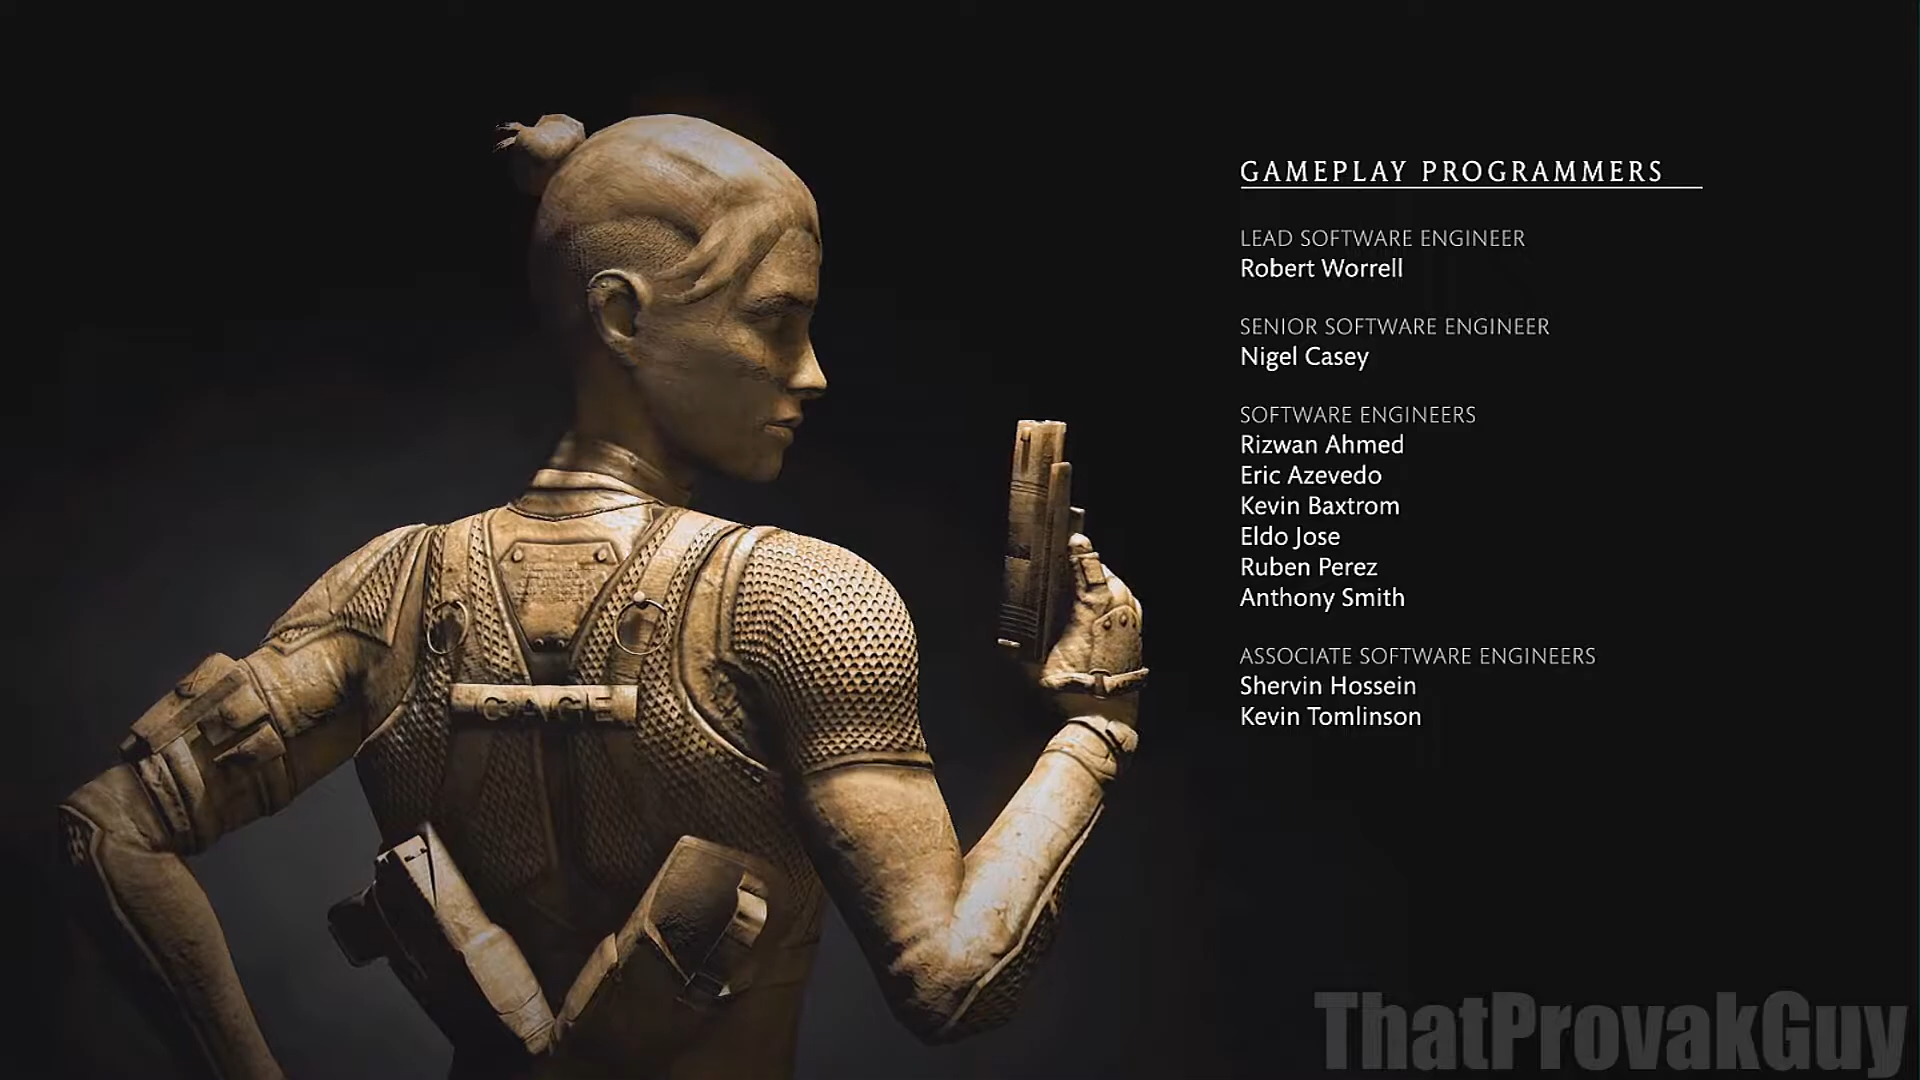 GAMEPLAY PROGRAMMERS
LEAD SOFTWARE ENGINEER
Robert Worrell
SENIOR SOFTWARE ENGINEER
Nigel Casey
SOFTWARE ENGINEERS
Rizwan Ahmed
Eric Azevedo
Kevin Baxtrom
Eldo Jose
Ruben Perez
Anthony Smith
ASSOCIATE SOFTWARE ENGINEERS
Shervin Hossein
Kevin Tomlinson
CAGE
ThatProvakGuy